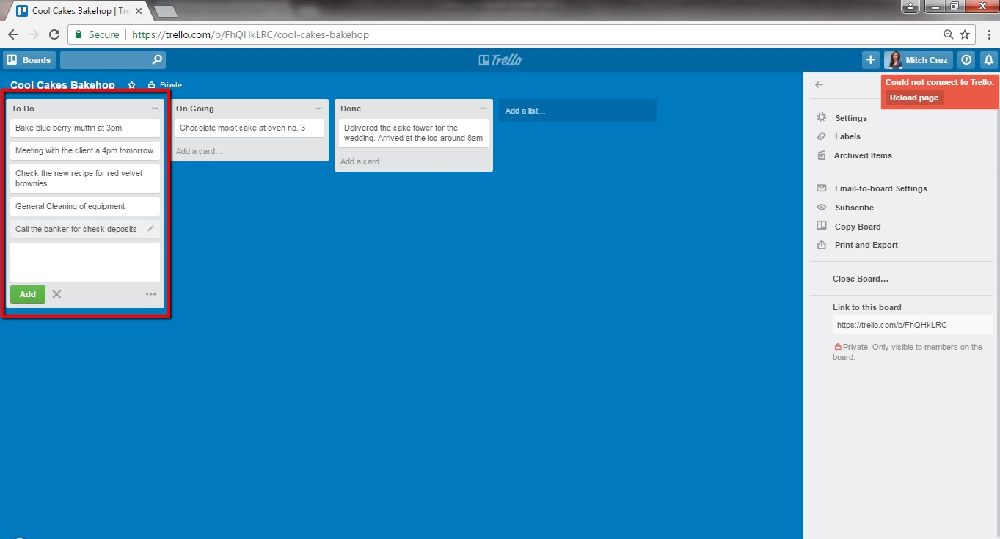 Cool Cakes Bakehop | Tre
Secure
https://trello.com/b/FhQHkLRC/cool-cakes-bakehop
Boards
Trello
Mitch Cruz
Cool Cakes Bakehop
Private
Could not connect to Trello.
Reload page
To Do
Bake blue berry muffin at 3pm
Meeting with the client a 4pm tomorrow
Check the new recipe for red velvet
brownies
General Cleaning of equipment
Call the banker for check deposits
Add
On Going
Chocolate moist cake at oven no. 3
Add a card...
Done
Delivered the cake tower for the
wedding. Arrived at the loc around 8am
Add a card...
Add a list...
Settings
Labels
Archived Items
Email-to-board Settings
Subscribe
Copy Board
Print and Export
Close Board...
Link to this board
https://trello.com/b/FhQHkLRC
Private. Only visible to members on the
board.